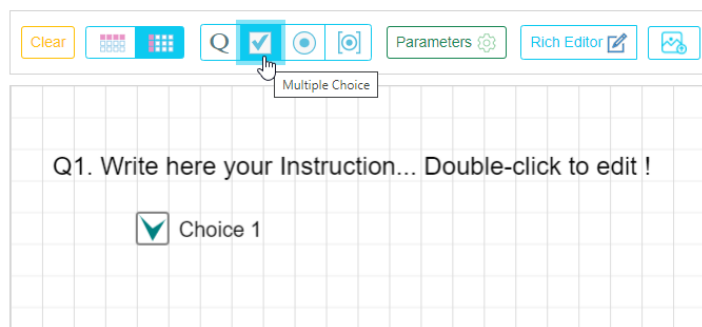 Clear Q Parameters Rich Editor
Multiple Choice
Q1. Write here your Instruction... Double-click to edit !
Choice 1